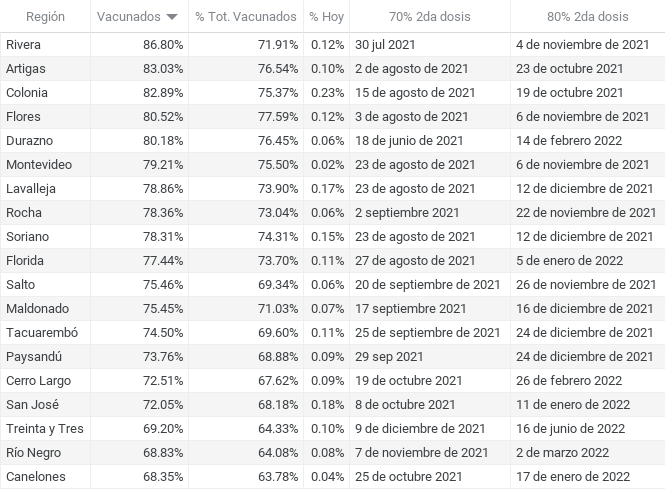 Región Vacunados % Tot. Vacunados % Hoy 70% 2da dosis 80% 2da dosis
Rivera 86.80% 71.91% 0.12% 30 jul 2021 4 de noviembre de 2021
Artigas 83.03% 76.54% 0.10% 2 de agosto de 2021 23 de octubre de 2021
Colonia 82.89% 75.37% 0.23% 15 de agosto de 2021 19 de octubre de 2021
Flores 80.52% 77.59% 0.12% 3 de agosto de 2021 6 de noviembre de 2021
Durazno 80.18% 76.45% 0.06% 18 de junio de 2021 14 de febrero 2022
Montevideo 79.21% 75.50% 0.02% 23 de agosto de 2021 6 de noviembre de 2021
Lavalleja 78.86% 73.90% 0.17% 23 de agosto de 2021 12 de diciembre de 2021
Rocha 78.36% 73.04% 0.06% 2 septiembre 2021 22 de noviembre de 2021
Soriano 78.31% 74.31% 0.15% 23 de agosto de 2021 12 de diciembre de 2021
Florida 77.44% 73.70% 0.11% 27 de agosto de 2021 5 de enero de 2022
Salto 75.46% 69.34% 0.06% 20 de septiembre de 2021 26 de noviembre de 2021
Maldonado 75.45% 71.03% 0.07% 17 septiembre 2021 16 de diciembre de 2021
Tacuarembó 74.50% 69.60% 0.11% 25 de septiembre de 2021 24 de diciembre de 2021
Paysandú 73.76% 68.88% 0.09% 29 sep 2021 24 de diciembre de 2021
Cerro Largo 72.51% 67.62% 0.09% 19 de octubre 2021 26 de febrero 2022
San José 72.05% 68.18% 0.18% 8 de octubre 2021 11 de enero de 2022
Treinta y Tres 69.20% 64.33% 0.10% 9 de diciembre de 2021 16 de junio de 2022
Río Negro 68.83% 64.08% 0.08% 7 de noviembre de 2021 2 de marzo 2022
Canelones 68.35% 63.78% 0.04% 25 de octubre 2021 17 de enero de 2022